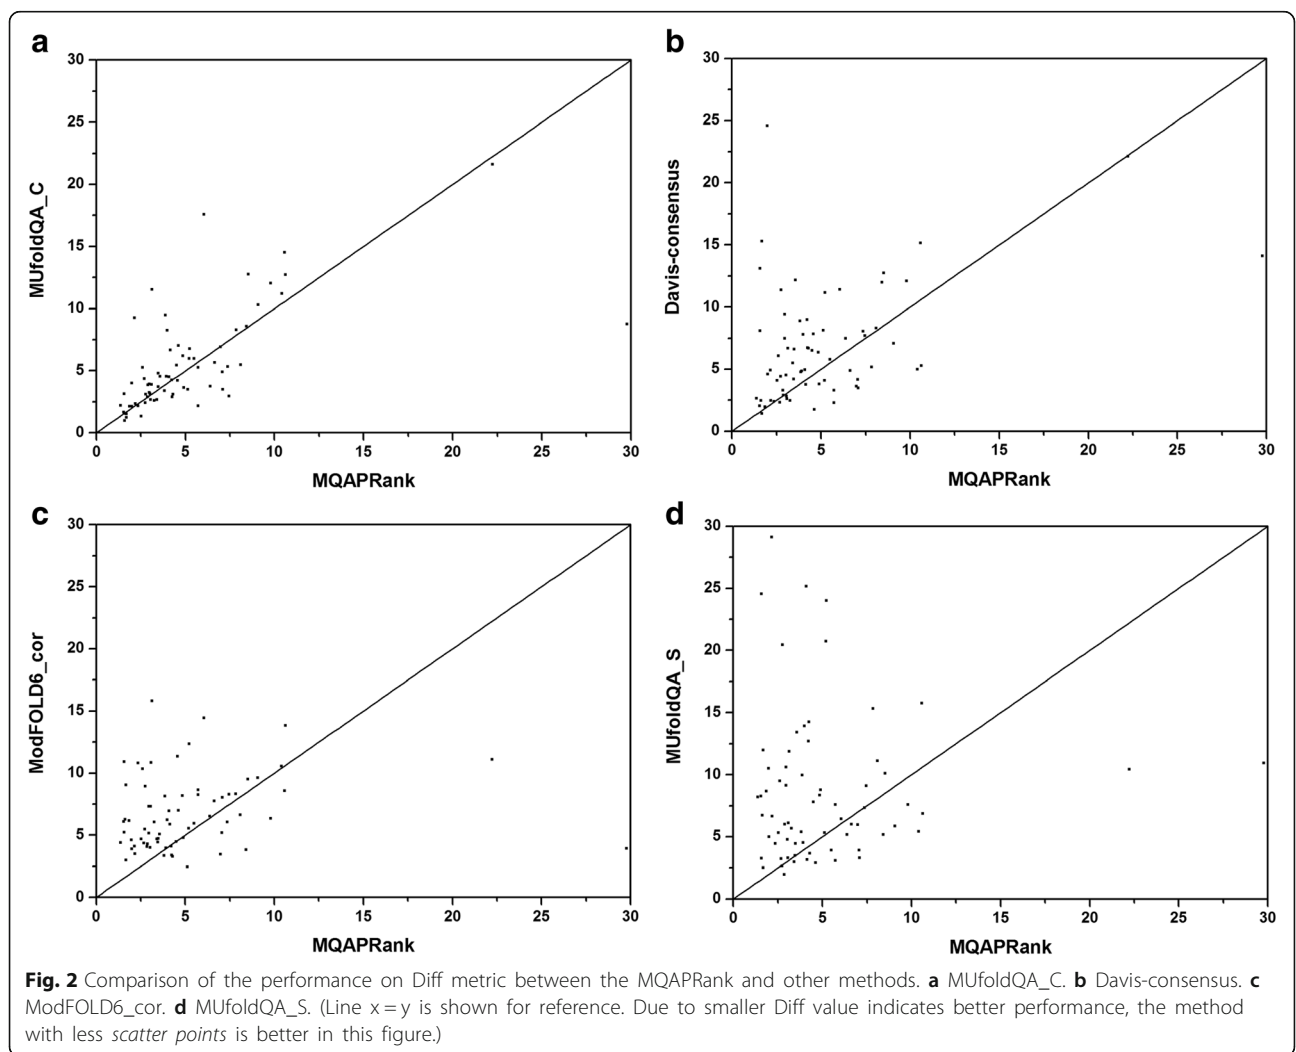 a
30
25
20
15
10
5
0
MUfoldQA_C
0 5 10 15 20 25 30
MQAPRank
b
30
25
20
15
10
5
0
Davis-consensus
0 5 10 15 20 25 30
MQAPRank
c
30
25
20
15
10
5
0
ModFOLD6_cor
0 5 10 15 20 25 30
MQAPRank
d
30
25
20
15
10
5
0
MUfoldQA_S
0 5 10 15 20 25 30
MQAPRank
Fig. 2 Comparison of the performance on Diff metric between the MQAPRank and other methods. a MUfoldQA_C. b Davis-consensus. c
ModFOLD6_cor. d MUfoldQA_S. (Line x = y is shown for reference. Due to smaller Diff value indicates better performance, the method
with less scatter points is better in this figure.)